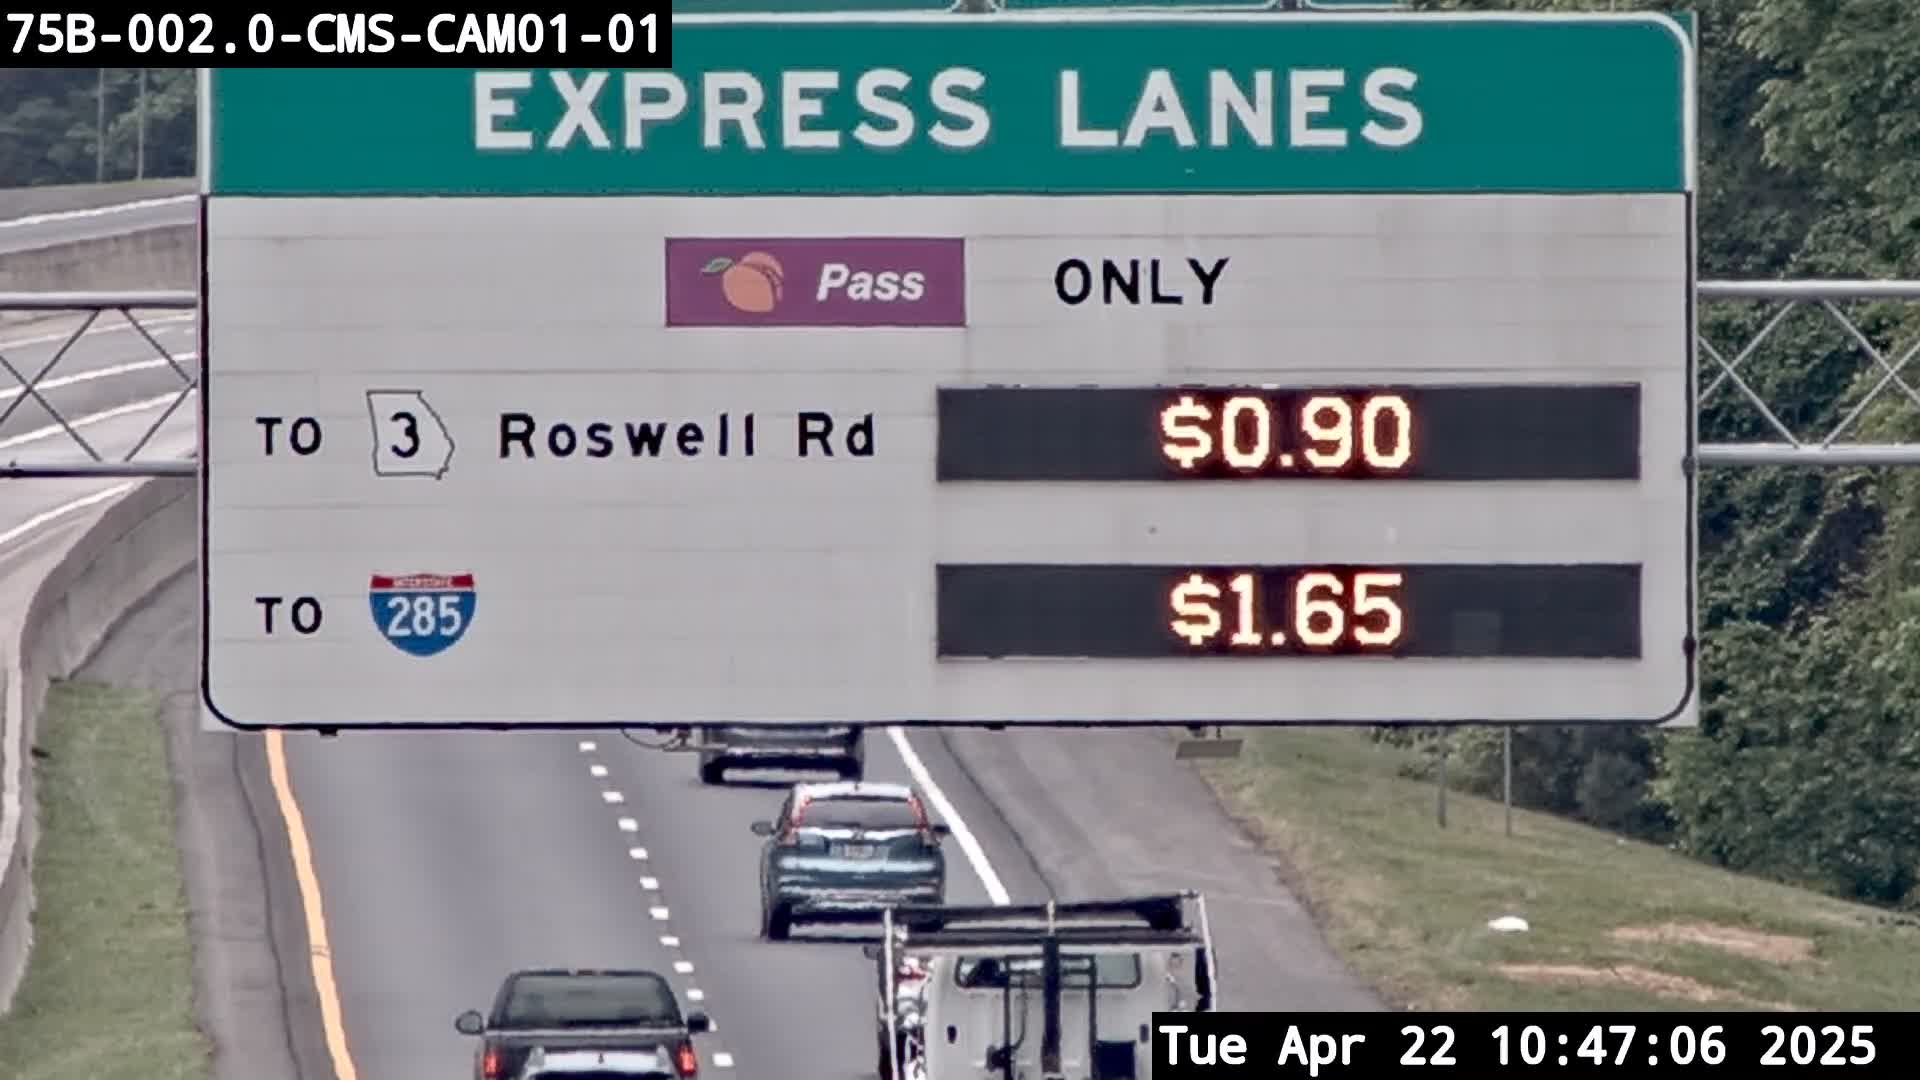 75B-002.0-CMS-CAM01-01
EXPRESS LANES
Pass ONLY
TO 3 Roswell Rd $0.90
INTERSTATE
TO 285 $1.65
Tue Apr 22 10:47:06 2025